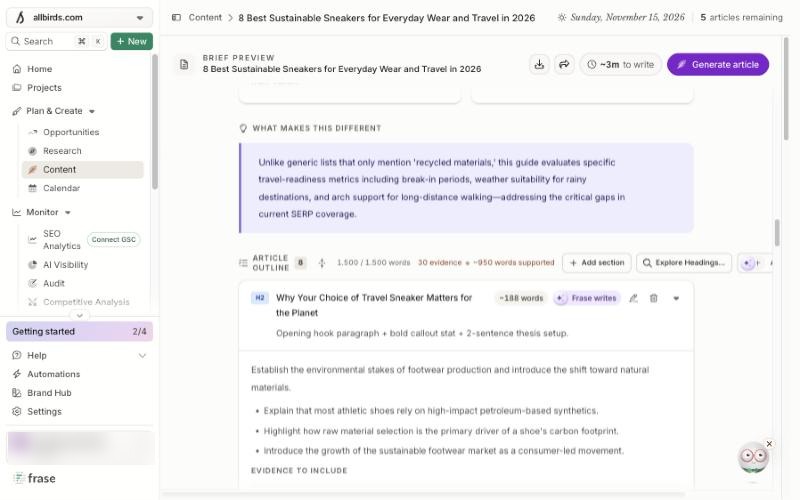 allbirds.com
Search ⌘ K + New
Home
Projects
Plan & Create
Opportunities
Research
Content
Calendar
Monitor
SEO Analytics Connect GSC
AI Visibility
Audit
Competitive Analysis
Getting started 2/4
Help
Automations
Brand Hub
Settings
frase
Content > 8 Best Sustainable Sneakers for Everyday Wear and Travel in 2026
Sunday, November 15, 2026 5 articles remaining
BRIEF PREVIEW
8 Best Sustainable Sneakers for Everyday Wear and Travel in 2026
~3m to write
Generate article
WHAT MAKES THIS DIFFERENT
Unlike generic lists that only mention 'recycled materials,' this guide evaluates specific
travel-readiness metrics including break-in periods, weather suitability for rainy
destinations, and arch support for long-distance walking—addressing the critical gaps in
current SERP coverage.
ARTICLE OUTLINE 8 1,500 / 1,500 words 30 evidence + ~950 words supported + Add section Explore Headings...
H2 Why Your Choice of Travel Sneaker Matters for
the Planet
~188 words Frase writes
Opening hook paragraph + bold callout stat + 2-sentence thesis setup.
Establish the environmental stakes of footwear production and introduce the shift toward natural
materials.
• Explain that most athletic shoes rely on high-impact petroleum-based synthetics.
• Highlight how raw material selection is the primary driver of a shoe's carbon footprint.
• Introduce the growth of the sustainable footwear market as a consumer-led movement.
EVIDENCE TO INCLUDE